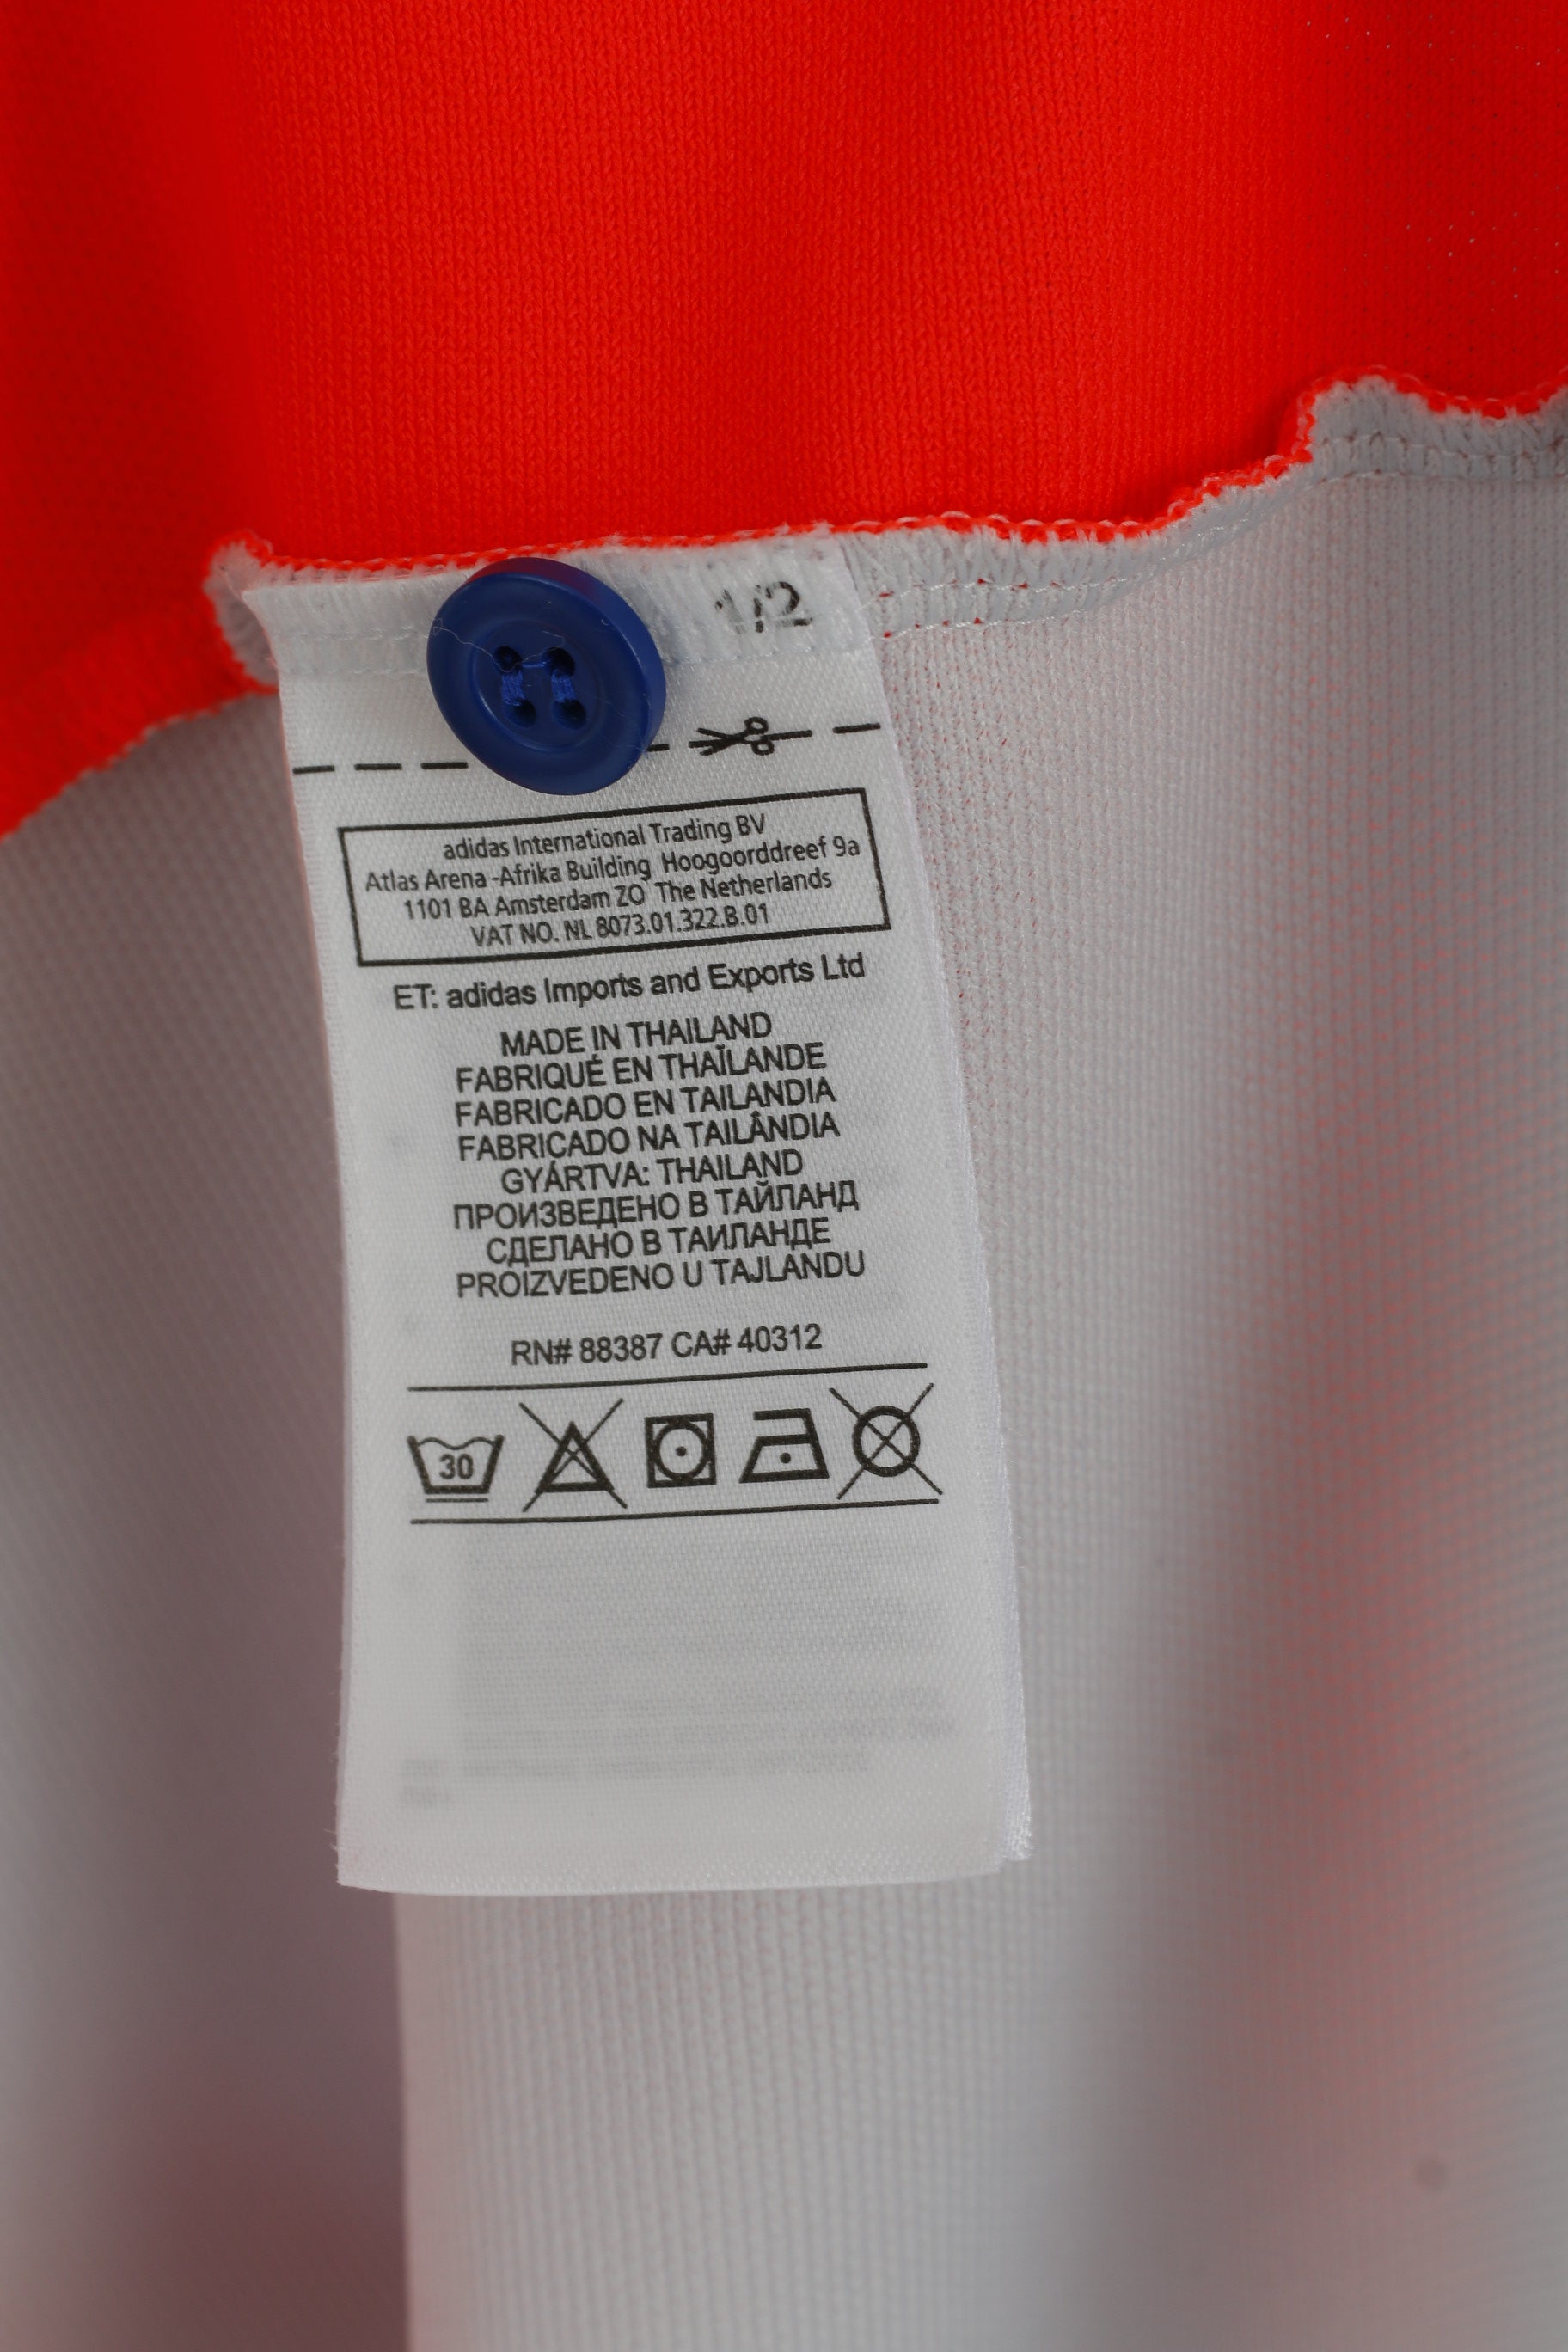 1/2
adidas International Trading BV
Atlas Arena -Afrika Building Hoogoorddreef 9a
1101 BA Amsterdam ZO The Netherlands
VAT NO. NL 8073.01.322.B.01
ET: adidas Imports and Exports Ltd
MADE IN THAILAND
FABRIQUÉ EN THAÏLANDE
FABRICADO EN TAILANDIA
FABRICADO NA TAILÂNDIA
GYÁRTVA: THAILAND
ПРОИЗВЕДЕНО В ТАЙЛАНД
СДЕЛАНО В ТАИЛАНДЕ
PROIZVEDENO U TAJLANDU
RN# 88387 CA# 40312
30